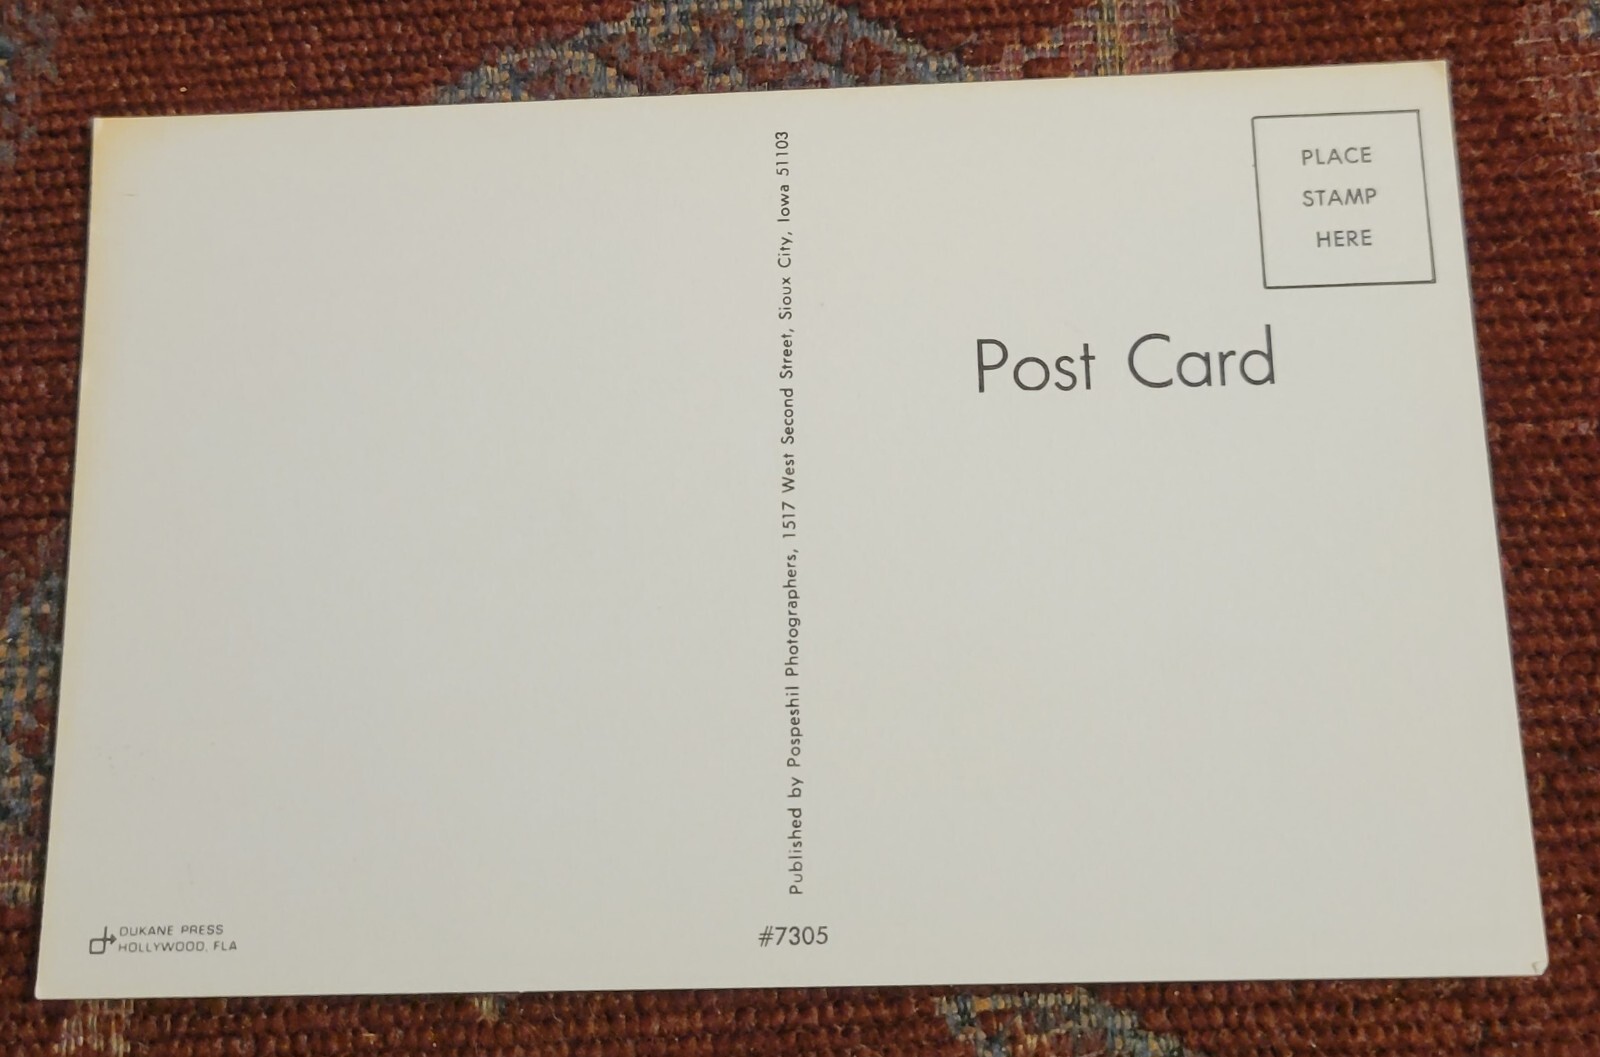 PLACE
STAMP
HERE
Post Card
Published by Pospeshil Photographers, 1517 West Second Street, Sioux City, Iowa 51103
DUKANE PRESS
HOLLYWOOD, FLA
#7305